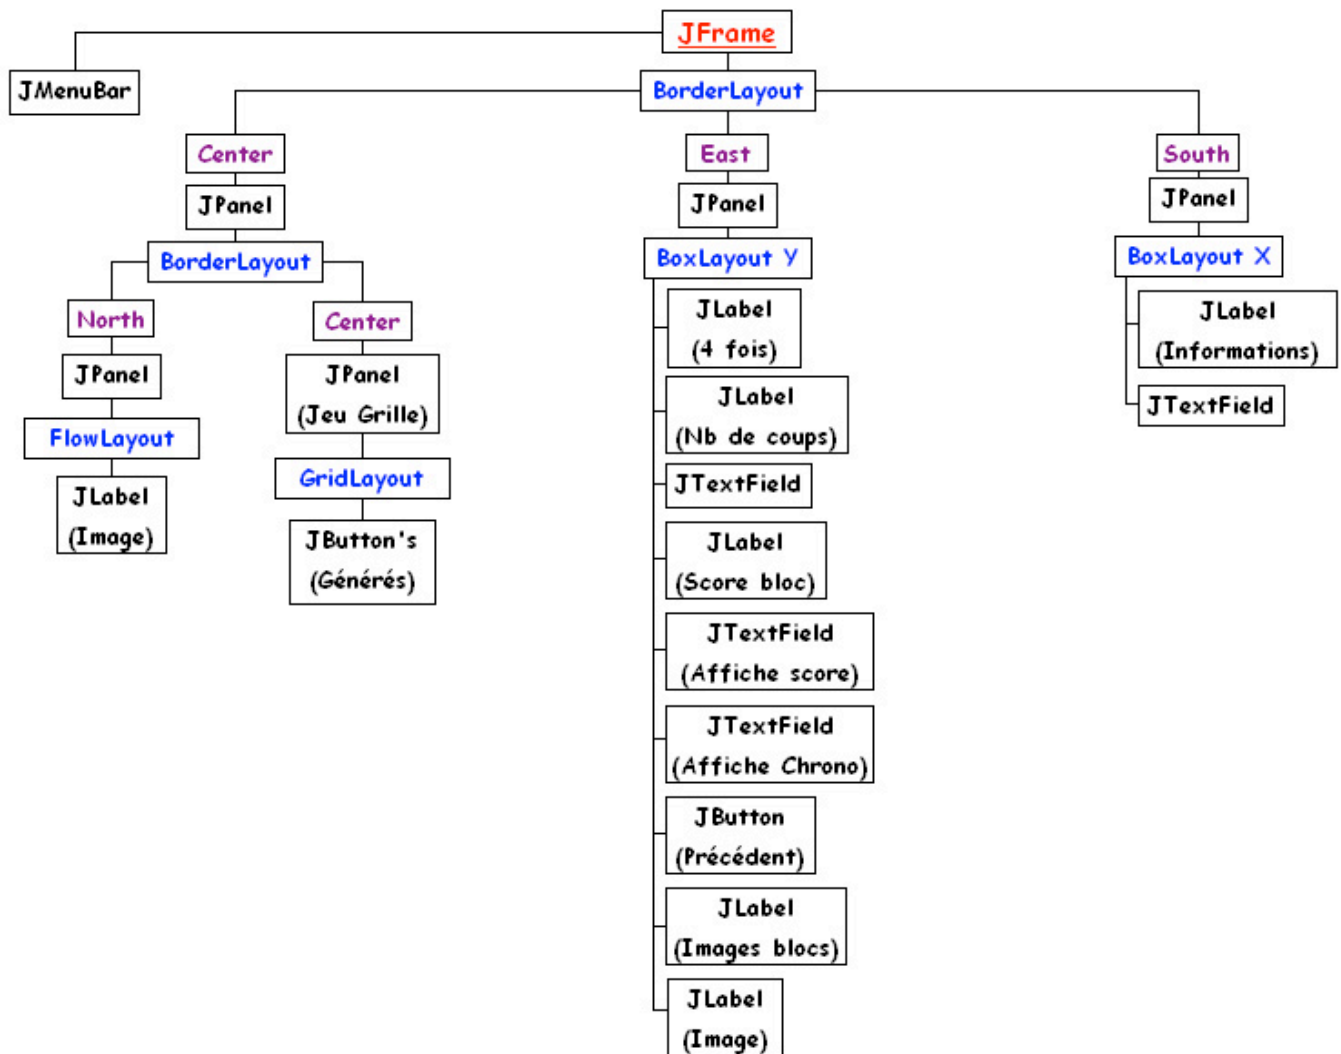 JFrame
JMenuBar
BorderLayout
Center
East
South
JPanel
JPanel
JPanel
BorderLayout
BoxLayout Y
BoxLayout X
North
Center
JPanel
JPanel
(Jeu Grille)
FlowLayout
GridLayout
JLabel
(Image)
JButton's
(Générés)
JLabel
(4 fois)
JLabel
(Nb de coups)
JTextField
JLabel
(Score bloc)
JTextField
(Affiche score)
JTextField
(Affiche Chrono)
JButton
(Précédent)
JLabel
(Images blocs)
JLabel
(Image)
JLabel
(Informations)
JTextField